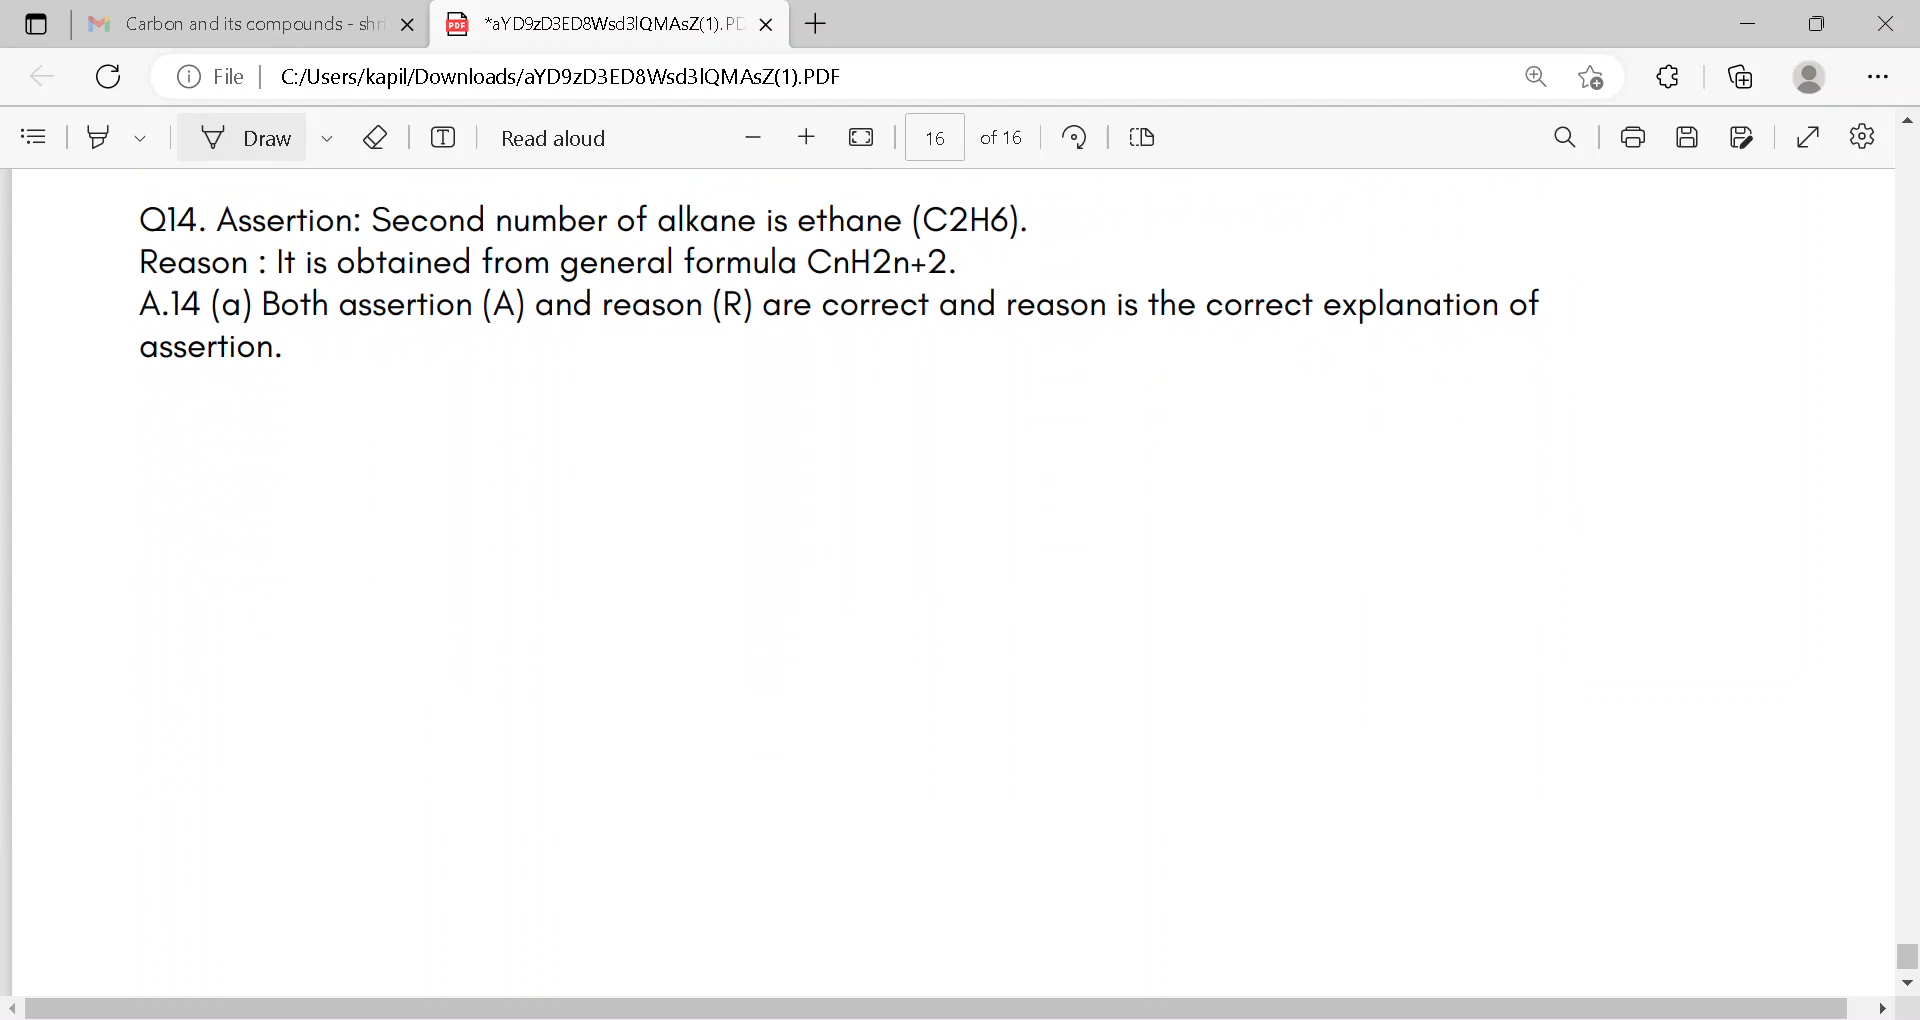 Carbon and its compounds - shri
*aYD9zD3ED8Wsd3lQMAsZ(1).PD
File
C:/Users/kapil/Downloads/aYD9zD3ED8Wsd3lQMAsZ(1).PDF
Draw
Read aloud
16 of 16
Q14. Assertion: Second number of alkane is ethane (C2H6).
Reason : It is obtained from general formula CnH2n+2.
A.14 (a) Both assertion (A) and reason (R) are correct and reason is the correct explanation of
assertion.